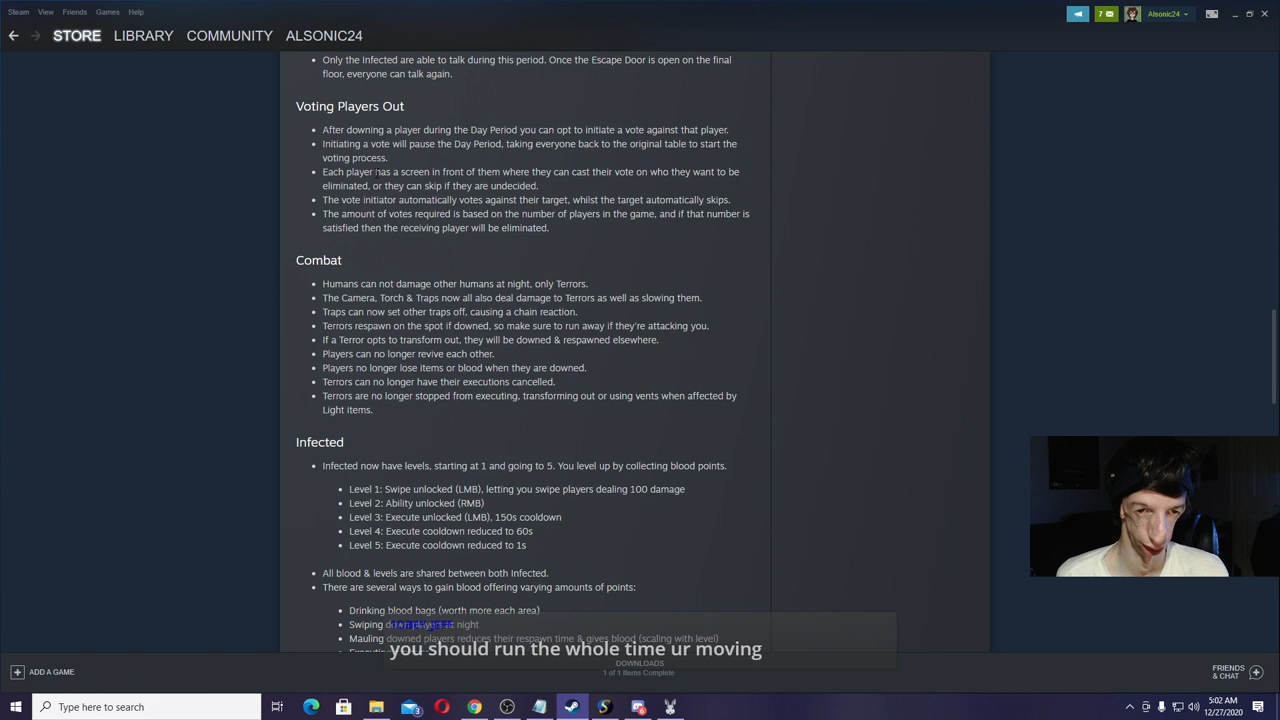 Steam View Friends Games Help
7
Alsonic24
STORE LIBRARY COMMUNITY ALSONIC24
Only the Infected are able to talk during this period. Once the Escape Door is open on the final
floor, everyone can talk again.
Voting Players Out
After downing a player during the Day Period you can opt to initiate a vote against that player.
Initiating a vote will pause the Day Period, taking everyone back to the original table to start the
voting process.
Each player has a screen in front of them where they can cast their vote on who they want to be
eliminated, or they can skip if they are undecided.
The vote initiator automatically votes against their target, whilst the target automatically skips.
The amount of votes required is based on the number of players in the game, and if that number is
satisfied then the receiving player will be eliminated.
Combat
Humans can not damage other humans at night, only Terrors.
The Camera, Torch & Traps now all also deal damage to Terrors as well as slowing them.
Traps can now set other traps off, causing a chain reaction.
Terrors respawn on the spot if downed, so make sure to run away if they're attacking you.
If a Terror opts to transform out, they will be downed & respawned elsewhere.
Players can no longer revive each other.
Players no longer lose items or blood when they are downed.
Terrors can no longer have their executions cancelled.
Terrors are no longer stopped from executing, transforming out or using vents when affected by
Light items.
Infected
Infected now have levels, starting at 1 and going to 5. You level up by collecting blood points.
Level 1: Swipe unlocked (LMB), letting you swipe players dealing 100 damage
Level 2: Ability unlocked (RMB)
Level 3: Execute unlocked (LMB), 150s cooldown
Level 4: Execute cooldown reduced to 60s
Level 5: Execute cooldown reduced to 1s
All blood & levels are shared between both Infected.
There are several ways to gain blood offering varying amounts of points:
Drinking blood bags (worth more each area)
Swiping down players at night
Mauling downed players reduces their respawn time & gives blood (scaling with level)
you should run the whole time ur moving
ADD A GAME
DOWNLOADS
1 of 1 Items Complete
FRIENDS
& CHAT
Type here to search
3
5:02 AM
12/27/2020